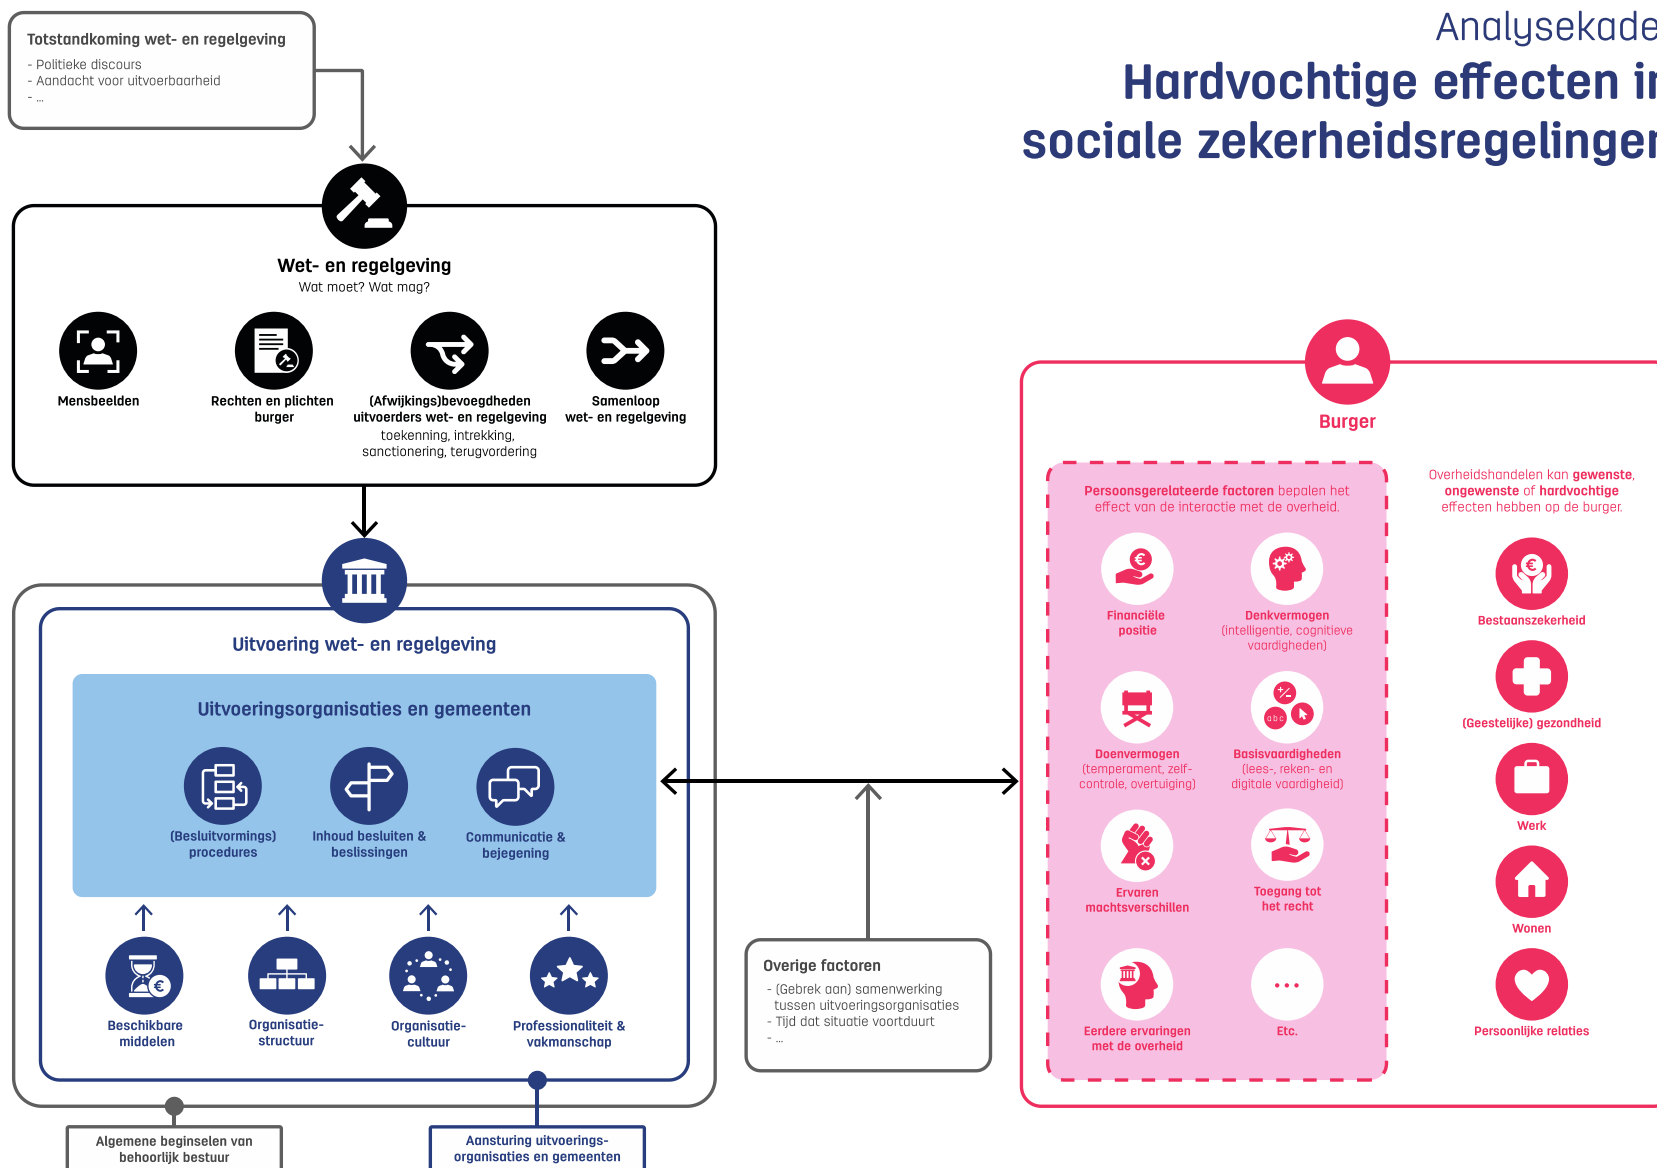 Totstandkoming wet- en regelgeving
- Politieke discours
- Aandacht voor uitvoerbaarheid
- ...
Analysekade
Hardvochtige effecten i
sociale zekerheidsregelinge
Wet- en regelgeving
Wat moet? Wat mag?
Mensbeelden
Rechten en plichten
burger
(Afwijkings)bevoegdheden
uitvoerders wet- en regelgeving
toekenning, intrekking,
sanctionering, terugvordering
Samenloop
wet- en regelgeving
Uitvoering wet- en regelgeving
Uitvoeringsorganisaties en gemeenten
(Besluitvormings)
procedures
Inhoud besluiten &
beslissingen
Communicatie &
bejegening
Beschikbare
middelen
Organisatie-
structuur
Organisatie-
cultuur
Professionaliteit &
vakmanschap
Algemene beginselen van
behoorlijk bestuur
Aansturing uitvoerings-
organisaties en gemeenten
Overige factoren
- (Gebrek aan) samenwerking
tussen uitvoeringsorganisaties
- Tijd dat situatie voortduurt
- ...
Burger
Persoonsgerelateerde factoren bepalen het
effect van de interactie met de overheid.
Financiële
positie
Denkvermogen
(intelligentie, cognitieve
vaardigheden)
Doenvermogen
(temperament, zelf-
controle, overtuiging)
+/-
abc
Basisvaardigheden
(lees-, reken- en
digitale vaardigheid)
Ervaren
machtsverschillen
Toegang tot
het recht
Eerdere ervaringen
met de overheid
...
Etc.
Overheidshandelen kan gewenste,
ongewenste of hardvochtige
effecten hebben op de burger.
Bestaanszekerheid
(Geestelijke) gezondheid
Werk
Wonen
Persoonlijke relaties